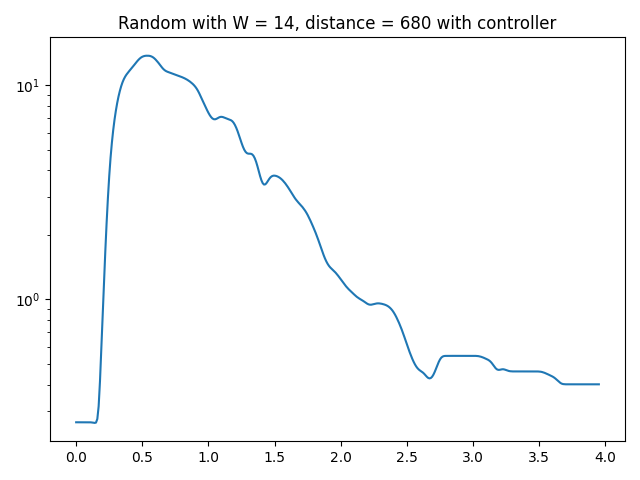 Random with W = 14, distance = 680 with controller
10¹
10⁰
0.0 0.5 1.0 1.5 2.0 2.5 3.0 3.5 4.0